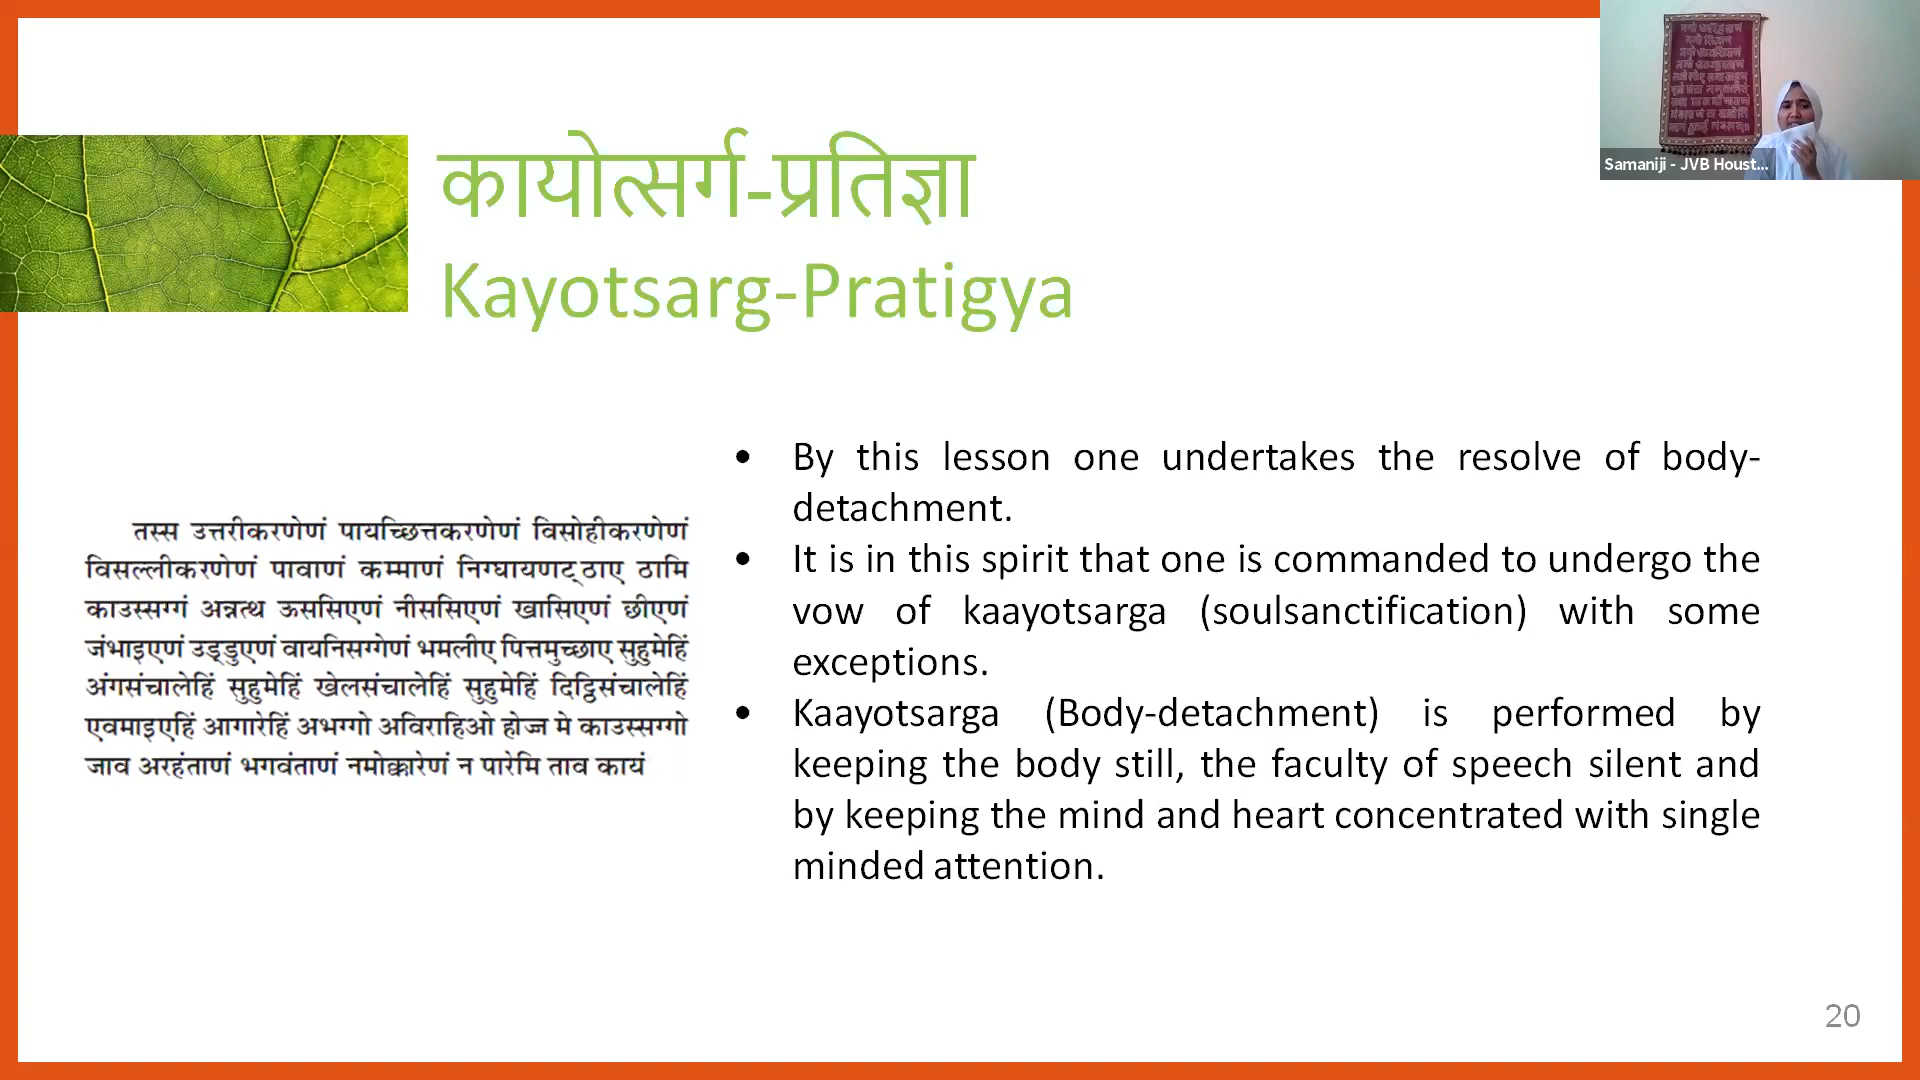 कायोत्सर्ग-प्रतिज्ञा
Kayotsarg-Pratigya
तस्स उत्तरीकरणेणं पायच्छित्तकरणेणं विसोहीकरणेणं
विसल्लीकरणेणं पावाणं कम्माणं निग्घायणट्ठाए ठामि
काउस्सग्गं अन्नत्थ ऊससिएणं नीससिएणं खासिएणं छीएणं
जंभाइएणं उड्डुएणं वायनिसग्गेणं भमलीए पित्तमुच्छाए सुहुमेहिं
अंगसंचालेहिं सुहुमेहिं खेलसंचालेहिं सुहुमेहिं दिट्ठिसंचालेहिं
एवमाइएहिं आगारेहिं अभग्गो अविराहिओ होज्ज मे काउस्सग्गो
जाव अरहंताणं भगवंताणं नमोक्कारेणं न पारेमि ताव कायं
• By this lesson one undertakes the resolve of body-
detachment.
• It is in this spirit that one is commanded to undergo the
vow of kaayotsarga (soulsanctification) with some
exceptions.
• Kaayotsarga (Body-detachment) is performed by
keeping the body still, the faculty of speech silent and
by keeping the mind and heart concentrated with single
minded attention.
Samaniji - JVB Houst...
20